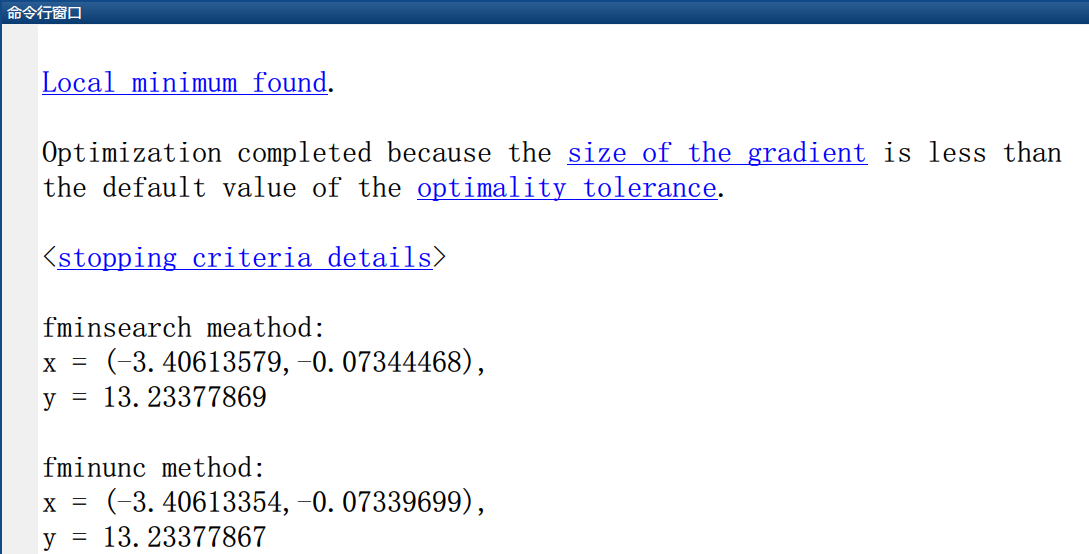 命令行窗口
Local minimum found.
Optimization completed because the size of the gradient is less than
the default value of the optimality tolerance.
<stopping criteria details>
fminsearch meathod:
x = (-3.40613579,-0.07344468),
y = 13.23377869
fminunc method:
x = (-3.40613354,-0.07339699),
y = 13.23377867